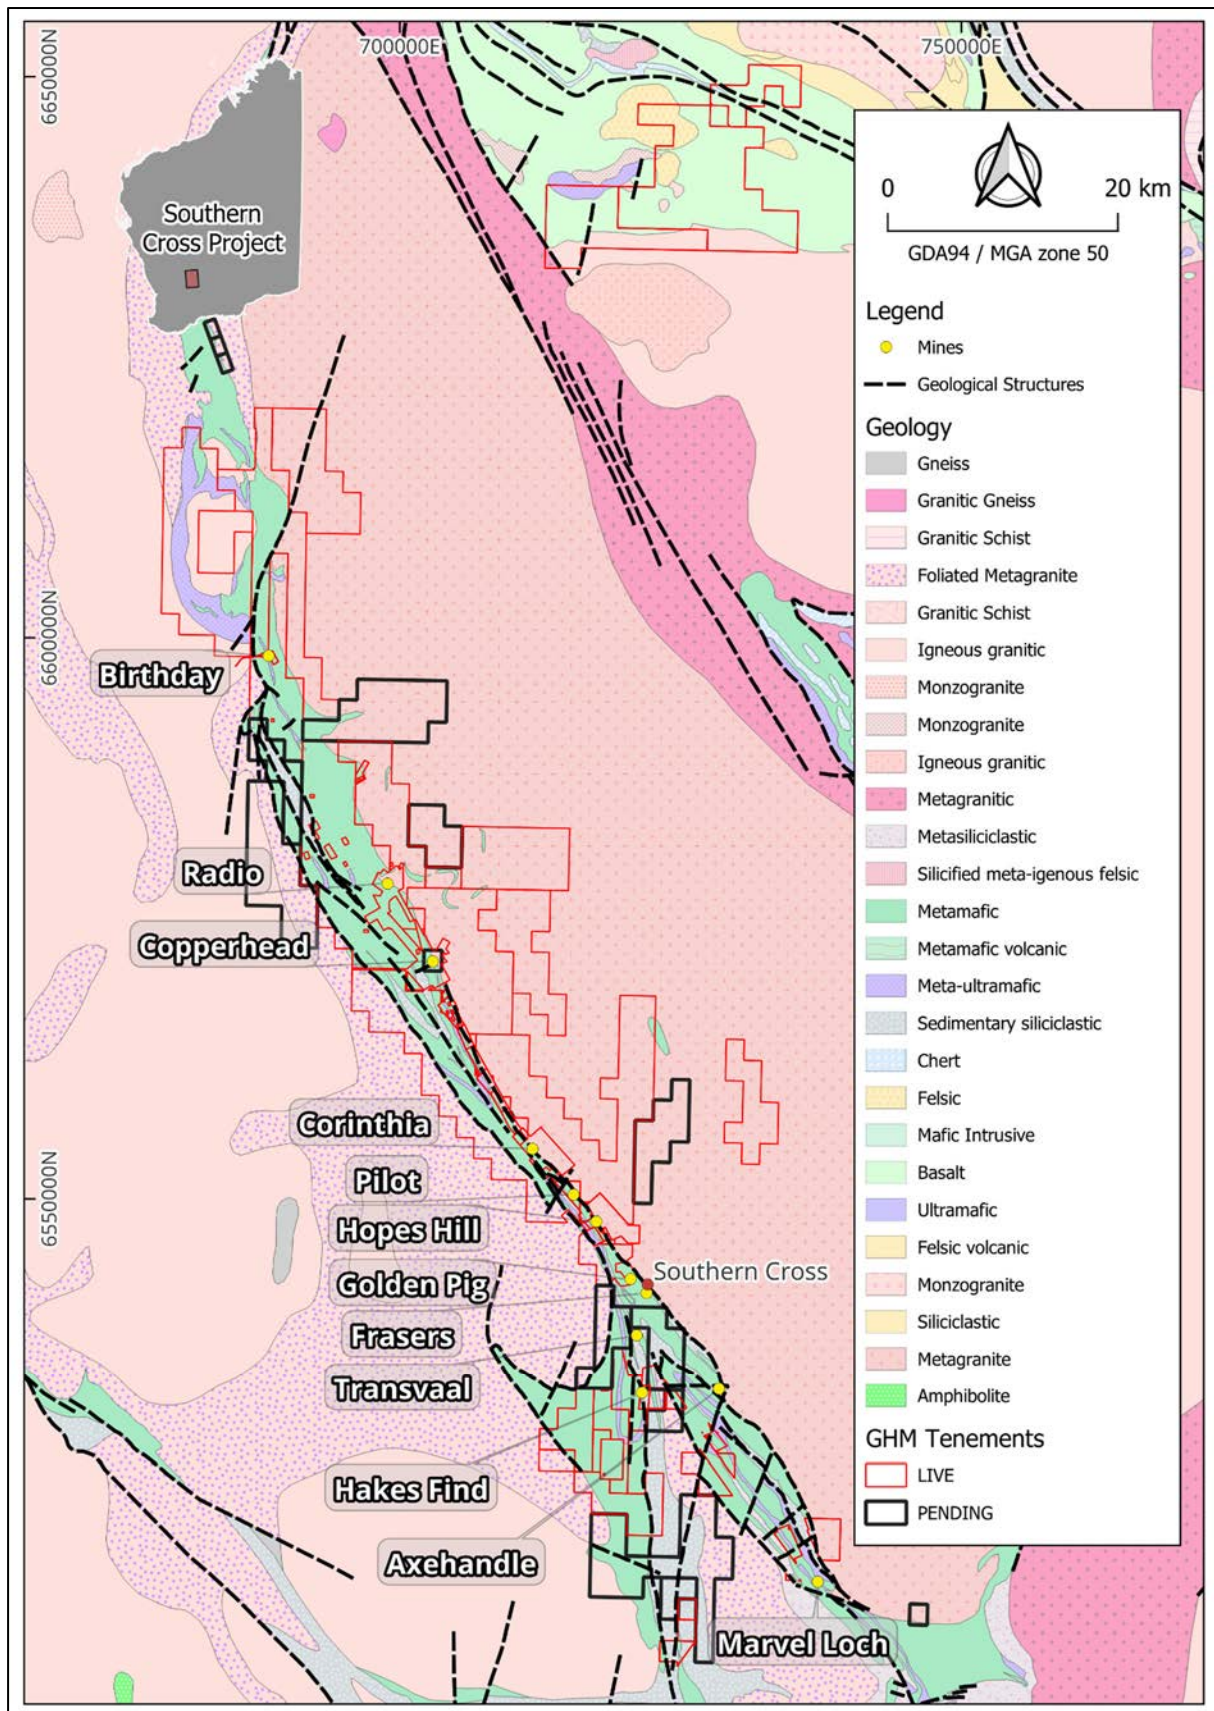 700000E
750000E
6650000N
6600000N
6550000N
Southern
Cross Project
Birthday
Radio
Copperhead
Corinthia
Pilot
Hopes Hill
Golden Pig
Southern Cross
Frasers
Transvaal
Hakes Find
Axehandle
Marvel Loch
0
20 km
GDA94 / MGA zone 50
Legend
Mines
Geological Structures
Geology
Gneiss
Granitic Gneiss
Granitic Schist
Foliated Metagranite
Granitic Schist
Igneous granitic
Monzogranite
Monzogranite
Igneous granitic
Metagranitic
Metasiliciclastic
Silicified meta-igenous felsic
Metamafic
Metamafic volcanic
Meta-ultramafic
Sedimentary siliciclastic
Chert
Felsic
Mafic Intrusive
Basalt
Ultramafic
Felsic volcanic
Monzogranite
Siliciclastic
Metagranite
Amphibolite
GHM Tenements
LIVE
PENDING